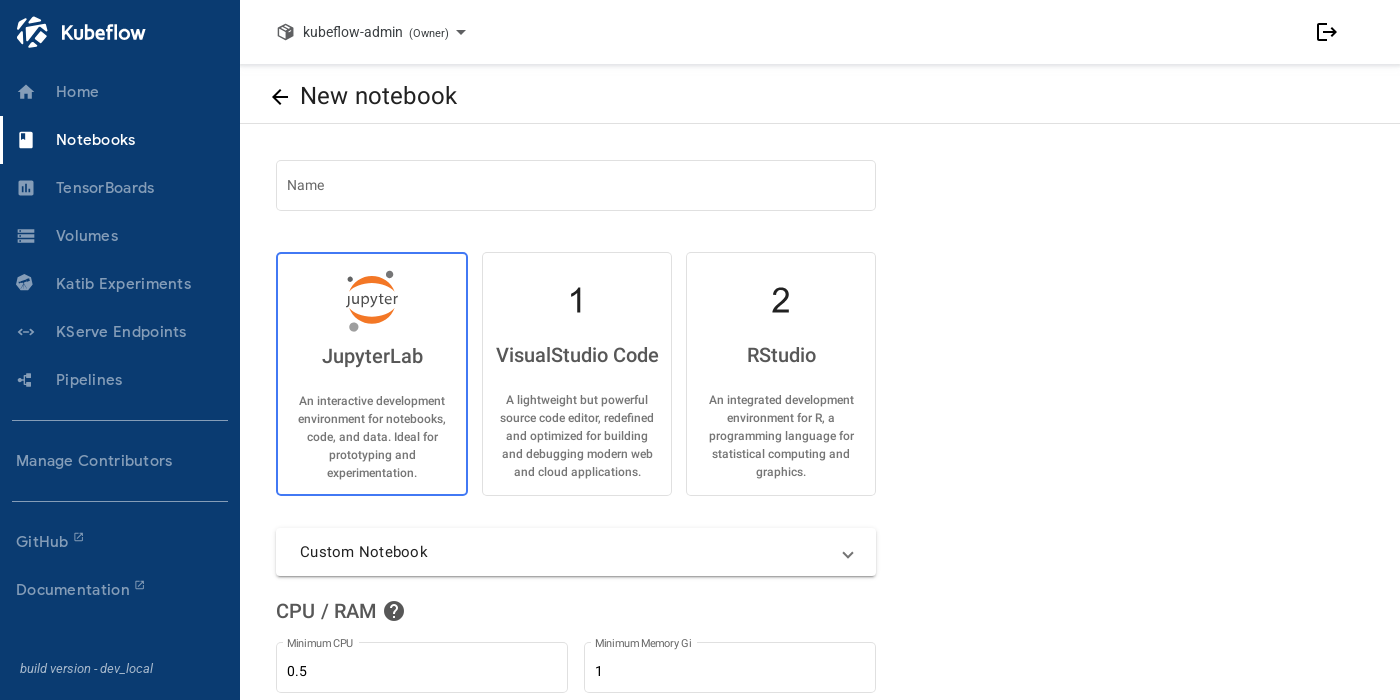 Kubeflow
Home
Notebooks
TensorBoards
Volumes
Katib Experiments
KServe Endpoints
Pipelines
Manage Contributors
GitHub
Documentation
build version - dev_local
kubeflow-admin (Owner)
New notebook
Name
jupyter
JupyterLab
An interactive development
environment for notebooks,
code, and data. Ideal for
prototyping and
experimentation.
1
VisualStudio Code
A lightweight but powerful
source code editor, redefined
and optimized for building
and debugging modern web
and cloud applications.
2
RStudio
An integrated development
environment for R, a
programming language for
statistical computing and
graphics.
Custom Notebook
CPU / RAM ?
Minimum CPU
0.5
Minimum Memory Gi
1